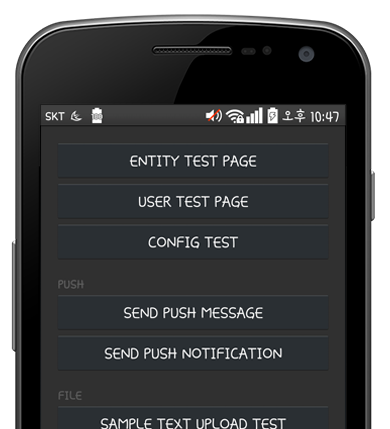 SKT 오후 10:47
ENTITY TEST PAGE
USER TEST PAGE
CONFIG TEST
PUSH
SEND PUSH MESSAGE
SEND PUSH NOTIFICATION
FILE
SAMPLE TEXT UPLOAD TEST